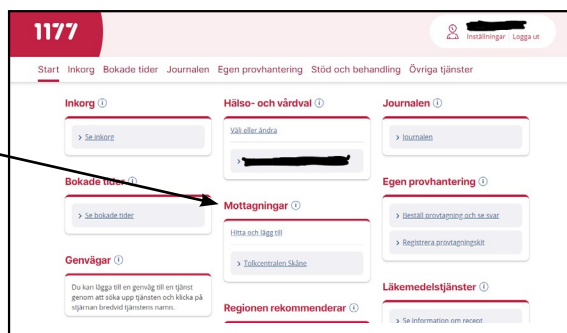 1177
Inställningar | Logga ut
Start Inkorg Bokade tider Journalen Egen provhantering Stöd och behandling Övriga tjänster
Inkorg
Se inkorg
Bokade tider
Se bokade tider
Genvägar
Du kan lägga till en genväg till en tjänst
genom att söka upp tjänsten och klicka på
stjärnan bredvid tjänstens namn.
Hälso- och vårdval
Välj eller ändra
Mottagningar
Hitta och lägg till
Tolkcentralen Skåne
Regionen rekommenderar
Journalen
Journalen
Egen provhantering
Beställ provtagning och se svar
Registrera provtagningskit
Läkemedelstjänster
Se information om recept